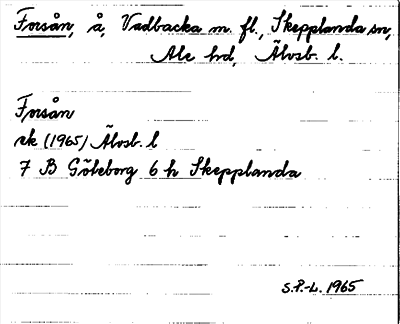 Forsån, å, Vadbacka m. fl., Skepplanda sn,
Ale hd, Älvsb. l.
Forsån
ek (1965) Älvsb. l
7 B Göteborg 6 h Skepplanda
S.P.-L. 1965